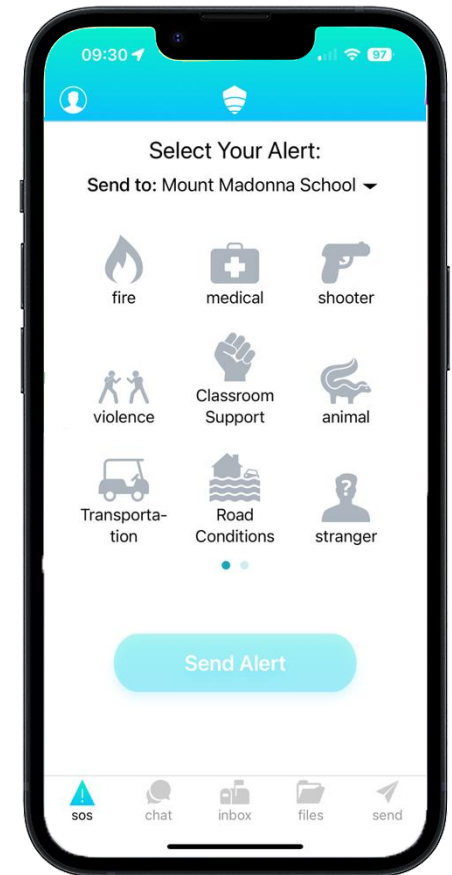 09:30
97
Select Your Alert:
Send to: Mount Madonna School
fire
medical
shooter
violence
Classroom
Support
animal
Transporta-
tion
Road
Conditions
stranger
?
Send Alert
sos
chat
inbox
files
send